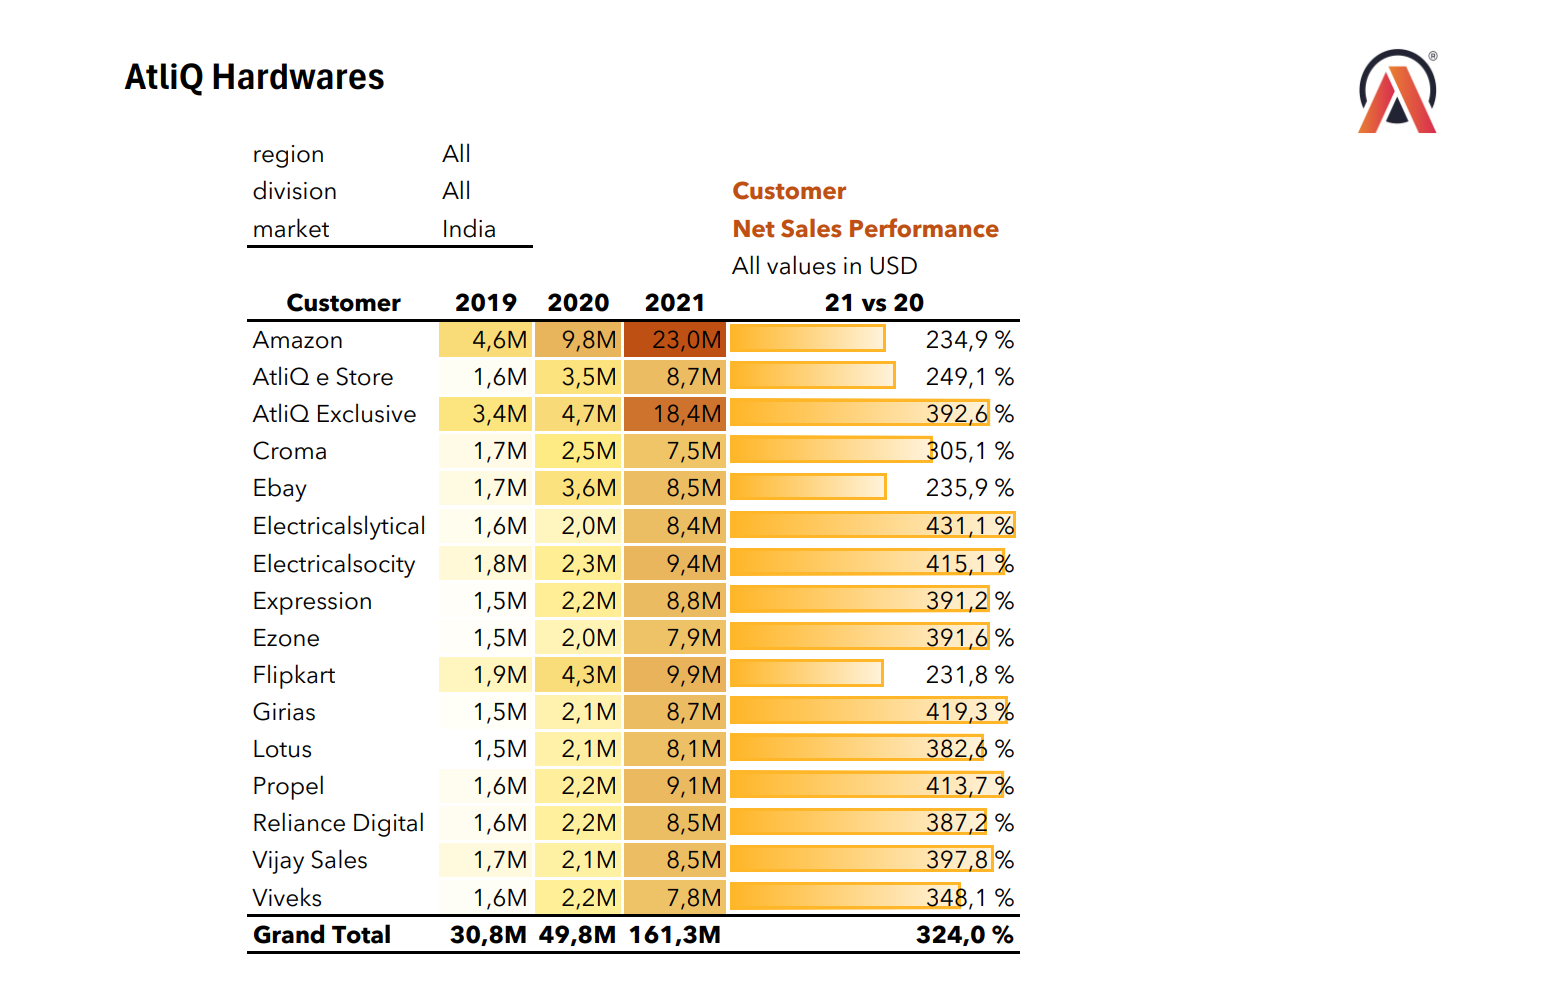 AtliQ Hardwares
®
region All
division All Customer
market India Net Sales Performance
All values in USD
Customer 2019 2020 2021 21 vs 20
Amazon 4,6M 9,8M 23,0M 234,9 %
AtliQ e Store 1,6M 3,5M 8,7M 249,1 %
AtliQ Exclusive 3,4M 4,7M 18,4M 392,6 %
Croma 1,7M 2,5M 7,5M 305,1 %
Ebay 1,7M 3,6M 8,5M 235,9 %
Electricalslytical 1,6M 2,0M 8,4M 431,1 %
Electricalsocity 1,8M 2,3M 9,4M 415,1 %
Expression 1,5M 2,2M 8,8M 391,2 %
Ezone 1,5M 2,0M 7,9M 391,6 %
Flipkart 1,9M 4,3M 9,9M 231,8 %
Girias 1,5M 2,1M 8,7M 419,3 %
Lotus 1,5M 2,1M 8,1M 382,6 %
Propel 1,6M 2,2M 9,1M 413,7 %
Reliance Digital 1,6M 2,2M 8,5M 387,2 %
Vijay Sales 1,7M 2,1M 8,5M 397,8 %
Viveks 1,6M 2,2M 7,8M 348,1 %
Grand Total 30,8M 49,8M 161,3M 324,0 %